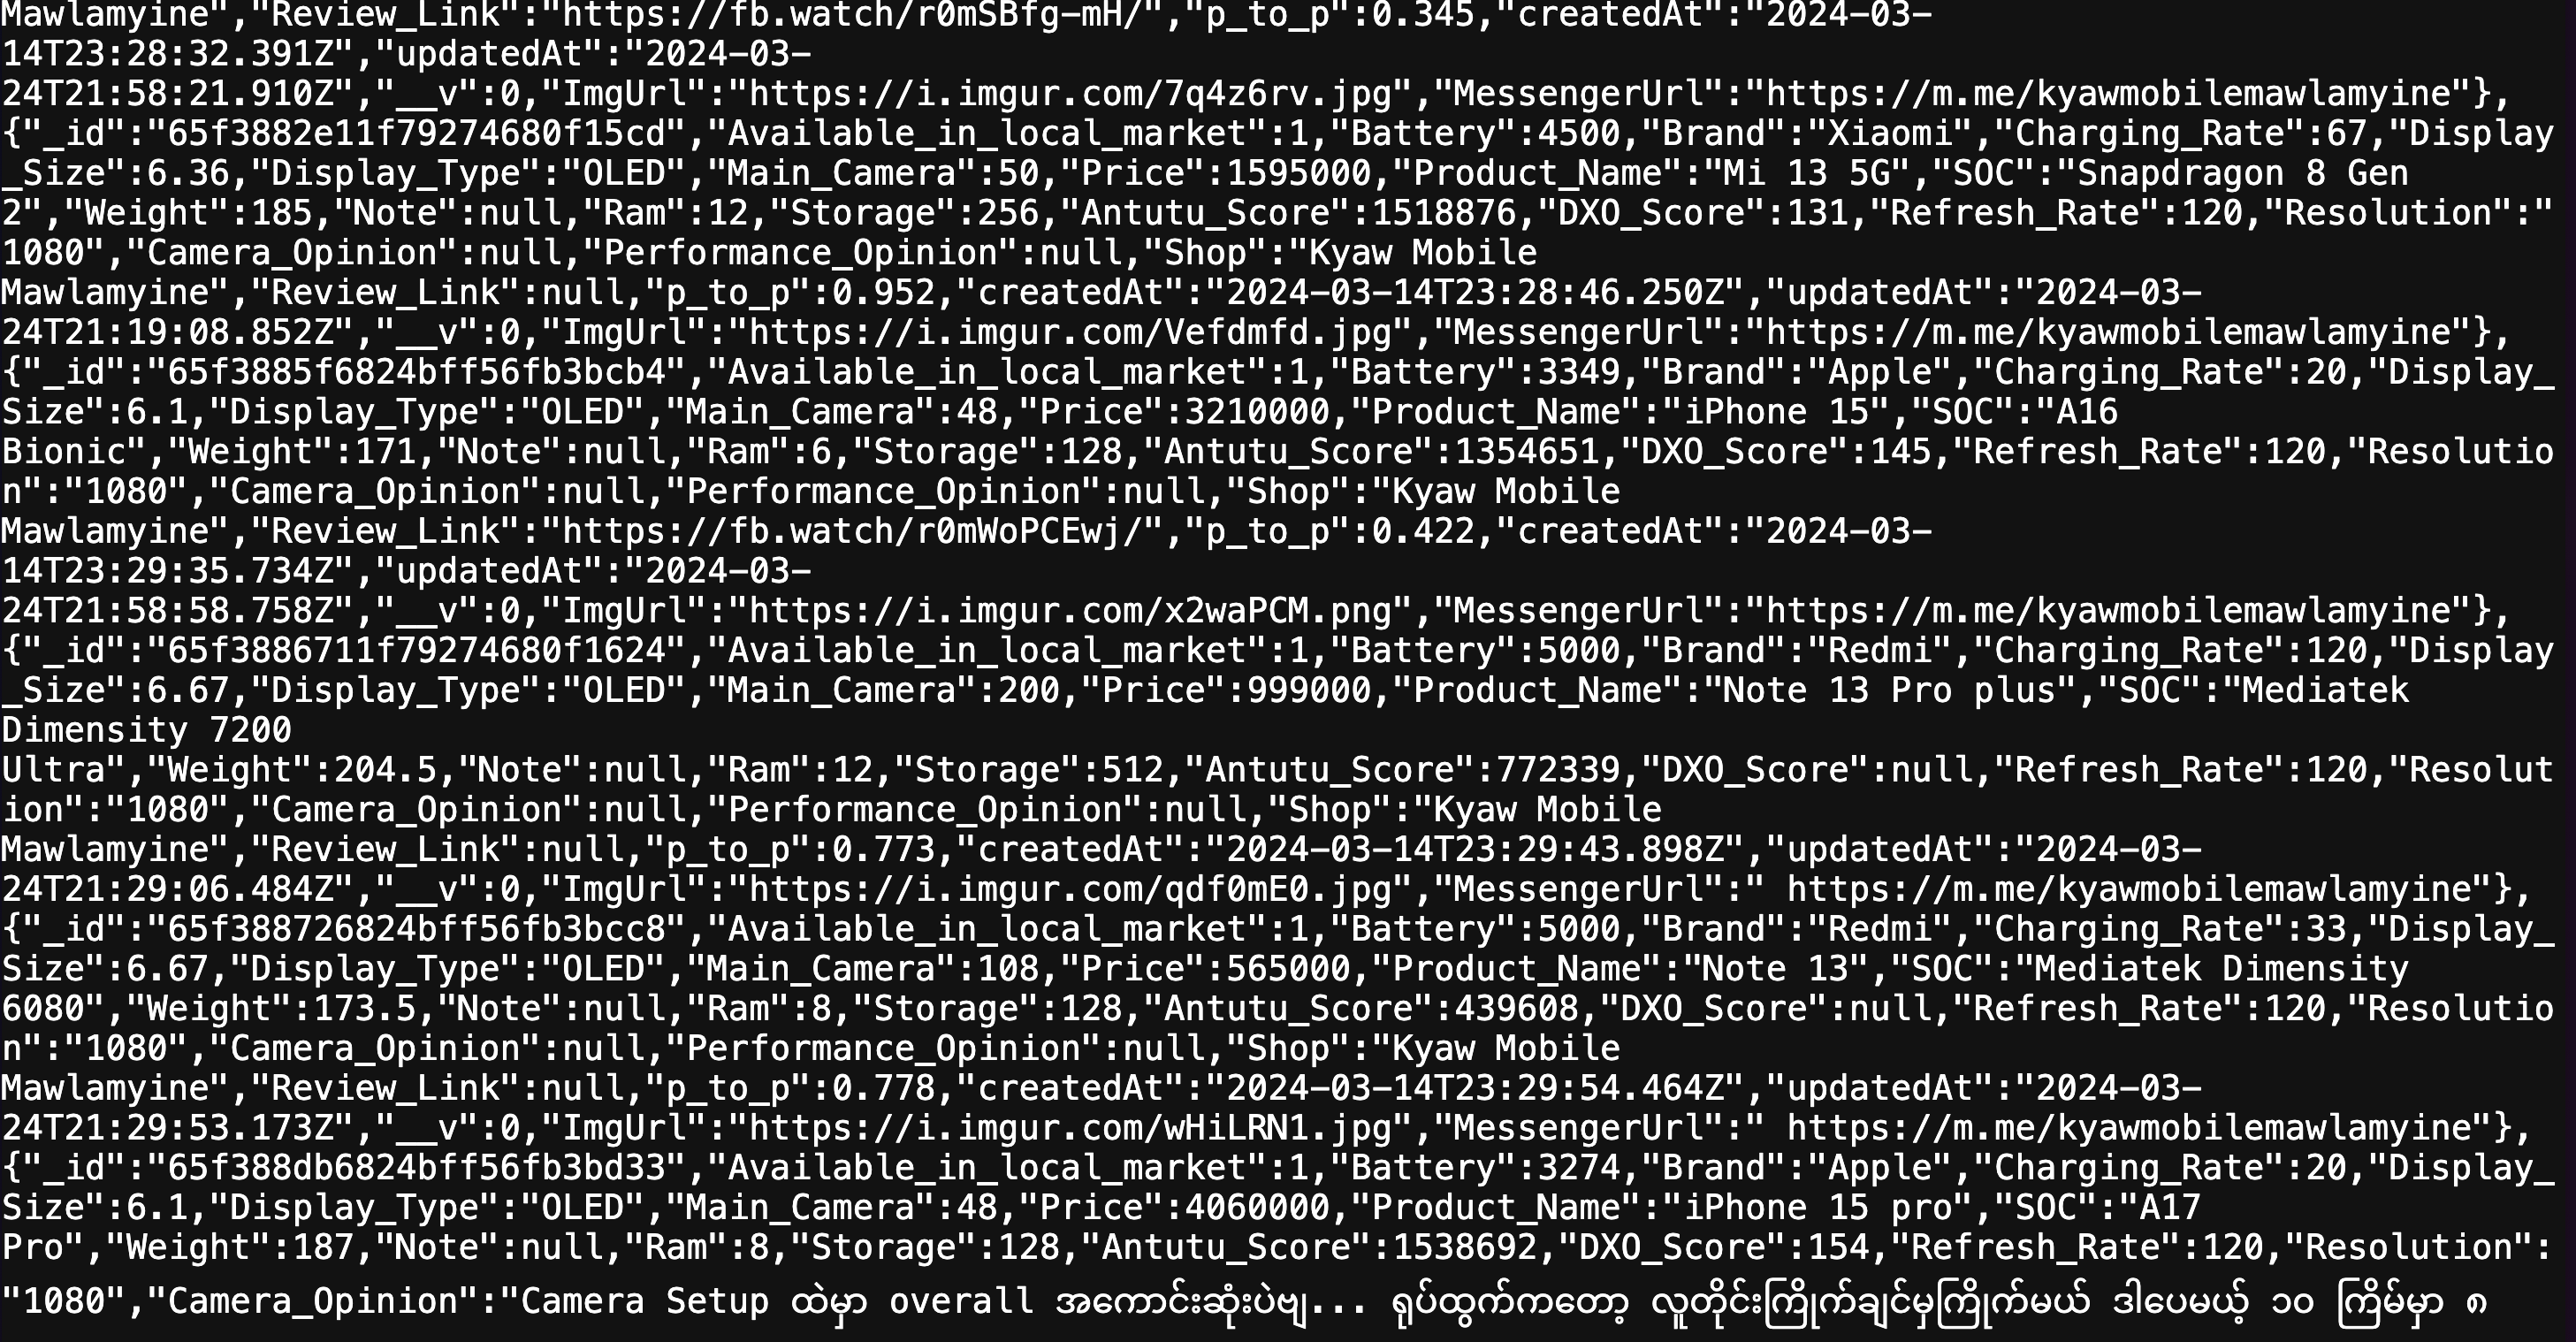 Mawlamyine","Review_Link":"https://fb.watch/r0mSBfg-mH/","p_to_p":0.345,"createdAt":"2024-03-
14T23:28:32.391Z","updatedAt":"2024-03-
24T21:58:21.910Z","__v":0,"ImgUrl":"https://i.imgur.com/7q4z6rv.jpg","MessengerUrl":"https://m.me/kyawmobilemawlamyine"},
{"_id":"65f3882e11f79274680f15cd","Available_in_local_market":1,"Battery":4500,"Brand":"Xiaomi","Charging_Rate":67,"Display
_Size":6.36,"Display_Type":"OLED","Main_Camera":50,"Price":1595000,"Product_Name":"Mi 13 5G","SOC":"Snapdragon 8 Gen
2","Weight":185,"Note":null,"Ram":12,"Storage":256,"Antutu_Score":1518876,"DXO_Score":131,"Refresh_Rate":120,"Resolution":"
1080","Camera_Opinion":null,"Performance_Opinion":null,"Shop":"Kyaw Mobile
Mawlamyine","Review_Link":null,"p_to_p":0.952,"createdAt":"2024-03-14T23:28:46.250Z","updatedAt":"2024-03-
24T21:19:08.852Z","__v":0,"ImgUrl":"https://i.imgur.com/Vefdmfd.jpg","MessengerUrl":"https://m.me/kyawmobilemawlamyine"},
{"_id":"65f3885f6824bff56fb3bcb4","Available_in_local_market":1,"Battery":3349,"Brand":"Apple","Charging_Rate":20,"Display_
Size":6.1,"Display_Type":"OLED","Main_Camera":48,"Price":3210000,"Product_Name":"iPhone 15","SOC":"A16
Bionic","Weight":171,"Note":null,"Ram":6,"Storage":128,"Antutu_Score":1354651,"DXO_Score":145,"Refresh_Rate":120,"Resolutio
n":"1080","Camera_Opinion":null,"Performance_Opinion":null,"Shop":"Kyaw Mobile
Mawlamyine","Review_Link":"https://fb.watch/r0mWoPCEwj/","p_to_p":0.422,"createdAt":"2024-03-
14T23:29:35.734Z","updatedAt":"2024-03-
24T21:58:58.758Z","__v":0,"ImgUrl":"https://i.imgur.com/x2waPCM.png","MessengerUrl":"https://m.me/kyawmobilemawlamyine"},
{"_id":"65f3886711f79274680f1624","Available_in_local_market":1,"Battery":5000,"Brand":"Redmi","Charging_Rate":120,"Display
_Size":6.67,"Display_Type":"OLED","Main_Camera":200,"Price":999000,"Product_Name":"Note 13 Pro plus","SOC":"Mediatek
Dimensity 7200
Ultra","Weight":204.5,"Note":null,"Ram":12,"Storage":512,"Antutu_Score":772339,"DXO_Score":null,"Refresh_Rate":120,"Resolut
ion":"1080","Camera_Opinion":null,"Performance_Opinion":null,"Shop":"Kyaw Mobile
Mawlamyine","Review_Link":null,"p_to_p":0.773,"createdAt":"2024-03-14T23:29:43.898Z","updatedAt":"2024-03-
24T21:29:06.484Z","__v":0,"ImgUrl":"https://i.imgur.com/qdf0mE0.jpg","MessengerUrl":" https://m.me/kyawmobilemawlamyine"},
{"_id":"65f388726824bff56fb3bcc8","Available_in_local_market":1,"Battery":5000,"Brand":"Redmi","Charging_Rate":33,"Display_
Size":6.67,"Display_Type":"OLED","Main_Camera":108,"Price":565000,"Product_Name":"Note 13","SOC":"Mediatek Dimensity
6080","Weight":173.5,"Note":null,"Ram":8,"Storage":128,"Antutu_Score":439608,"DXO_Score":null,"Refresh_Rate":120,"Resolutio
n":"1080","Camera_Opinion":null,"Performance_Opinion":null,"Shop":"Kyaw Mobile
Mawlamyine","Review_Link":null,"p_to_p":0.778,"createdAt":"2024-03-14T23:29:54.464Z","updatedAt":"2024-03-
24T21:29:53.173Z","__v":0,"ImgUrl":"https://i.imgur.com/wHiLRN1.jpg","MessengerUrl":" https://m.me/kyawmobilemawlamyine"},
{"_id":"65f388db6824bff56fb3bd33","Available_in_local_market":1,"Battery":3274,"Brand":"Apple","Charging_Rate":20,"Display_
Size":6.1,"Display_Type":"OLED","Main_Camera":48,"Price":4060000,"Product_Name":"iPhone 15 pro","SOC":"A17
Pro","Weight":187,"Note":null,"Ram":8,"Storage":128,"Antutu_Score":1538692,"DXO_Score":154,"Refresh_Rate":120,"Resolution":
"1080","Camera_Opinion":"Camera Setup ထဲမှာ overall အကောင်းဆုံးပဲဗျ... ရုပ်ထွက်ကတော့ လူတိုင်းကြိုက်ချင်မှကြိုက်မယ် ဒါပေမယ့် ၁၀ ကြိမ်မှာ ၈